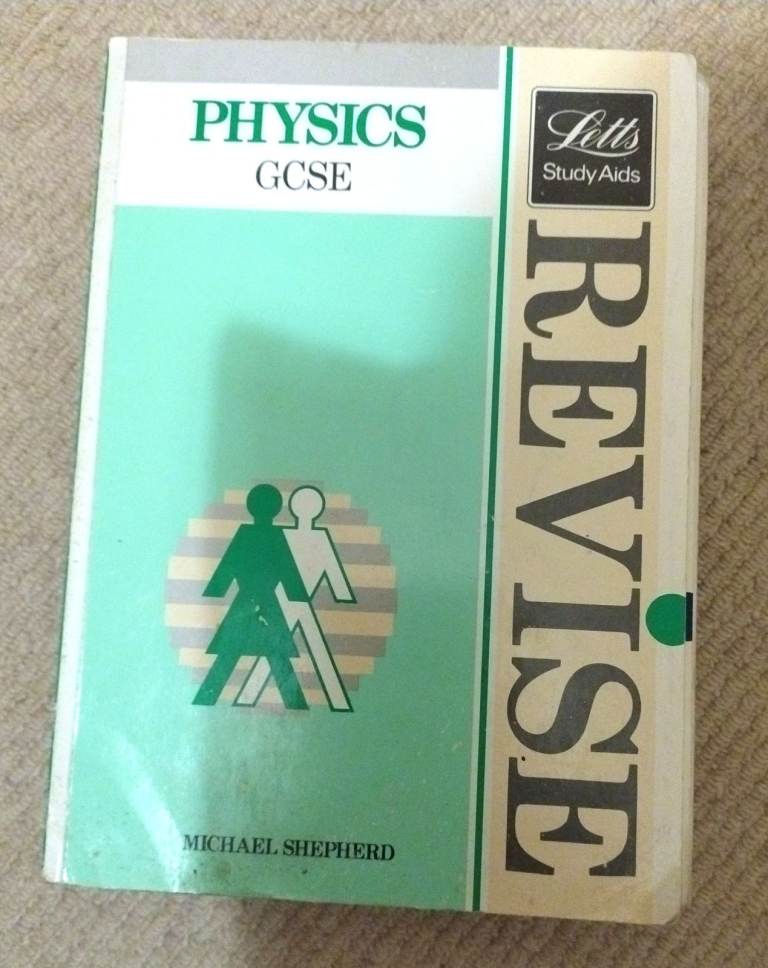 PHYSICS
GCSE
Letts
Study Aids
REVISE
MICHAEL SHEPHERD